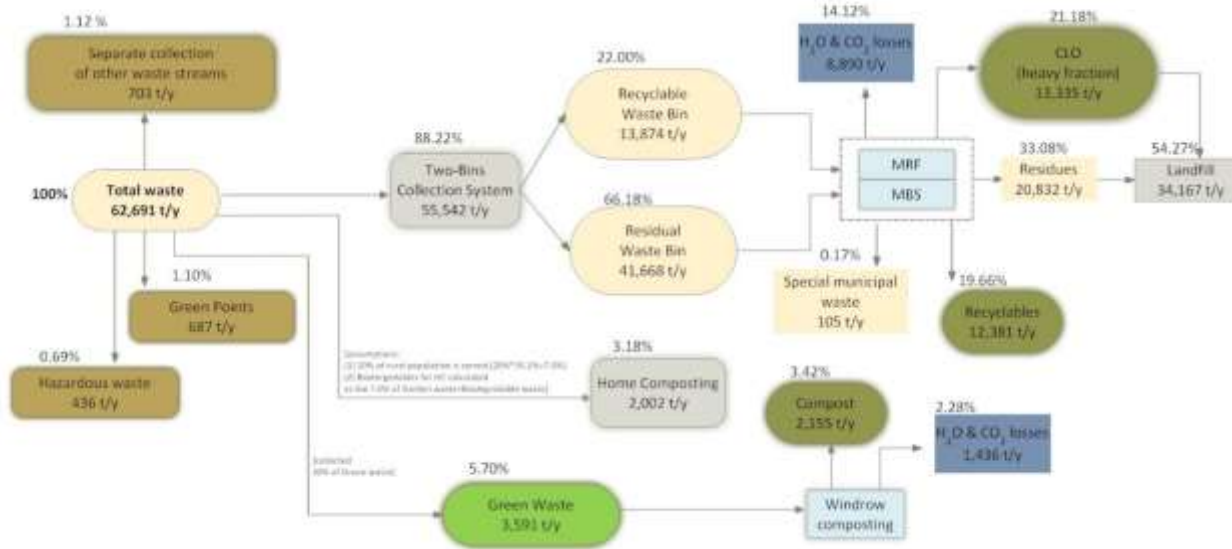 1.12 %
Separate collection
of other waste streams
703 t/y
100%
Total waste
62,691 t/y
1.10%
Green Points
687 t/y
0.69%
Hazardous waste
436 t/y
88.22%
Two-Bins
Collection System
55,542 t/y
22.00%
Recyclable
Waste Bin
13,874 t/y
66.18%
Residual
Waste Bin
41,668 t/y
14.12%
H₂O & CO₂ losses
8,890 t/y
MRF
MBS
21.18%
CLO
(heavy fraction)
13,335 t/y
33.08%
Residues
20,832 t/y
54.27%
Landfill
34,167 t/y
0.17%
Special municipal
waste
105 t/y
19.66%
Recyclables
12,381 t/y
3.18%
Home Composting
2,002 t/y
5.70%
Green Waste
3,591 t/y
3.42%
Compost
2,155 t/y
2.28%
H₂O & CO₂ losses
1,436 t/y
Windrow
composting